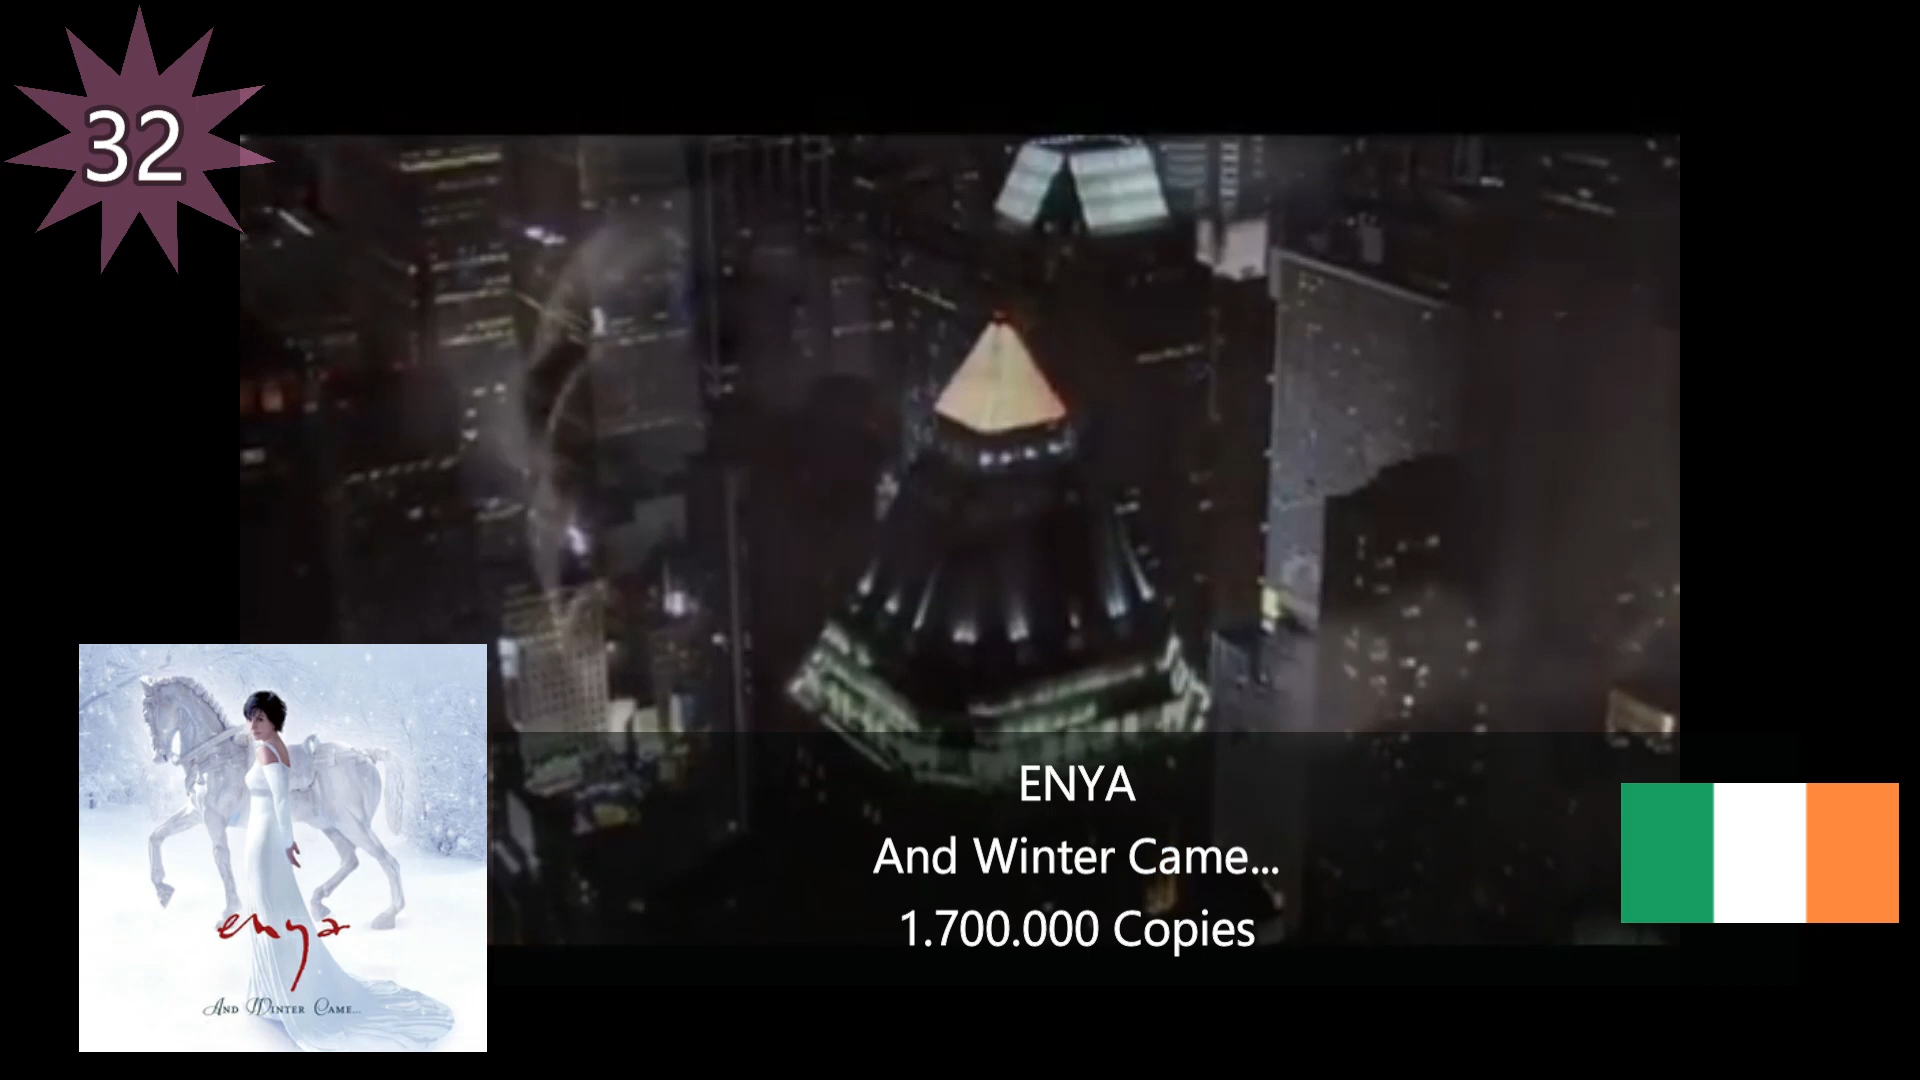 32
ENYA
And Winter Came...
1.700.000 Copies
enya
AND WINTER CAME...